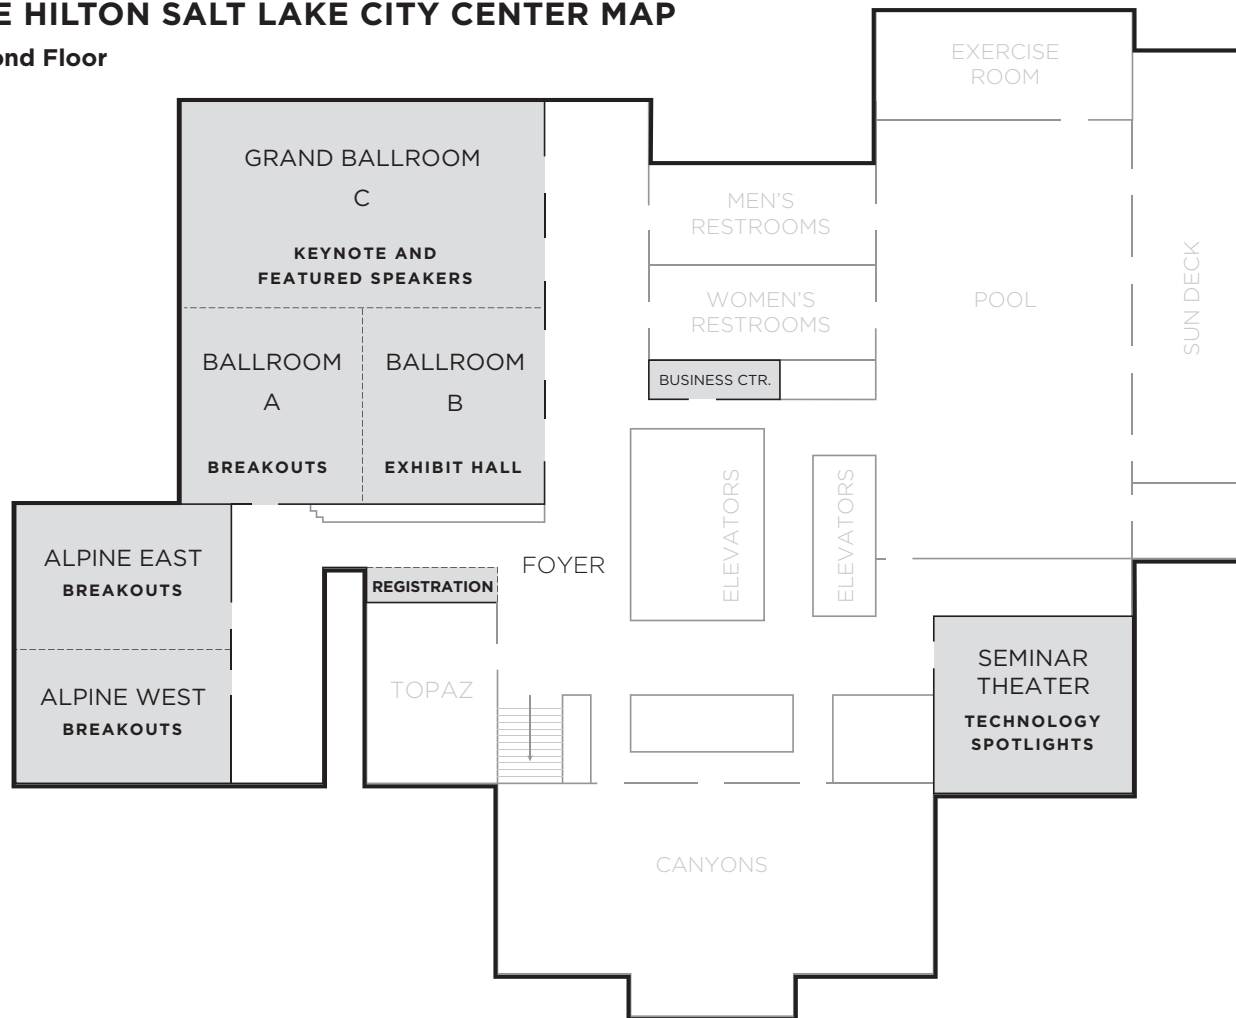 E HILTON SALT LAKE CITY CENTER MAP
ond Floor
EXERCISE
ROOM
GRAND BALLROOM
C
KEYNOTE AND
FEATURED SPEAKERS
MEN'S
RESTROOMS
WOMEN'S
RESTROOMS
POOL
SUN DECK
BALLROOM
A
BREAKOUTS
BALLROOM
B
EXHIBIT HALL
BUSINESS CTR.
ELEVATORS
ELEVATORS
ALPINE EAST
BREAKOUTS
FOYER
REGISTRATION
ALPINE WEST
BREAKOUTS
TOPAZ
SEMINAR
THEATER
TECHNOLOGY
SPOTLIGHTS
CANYONS